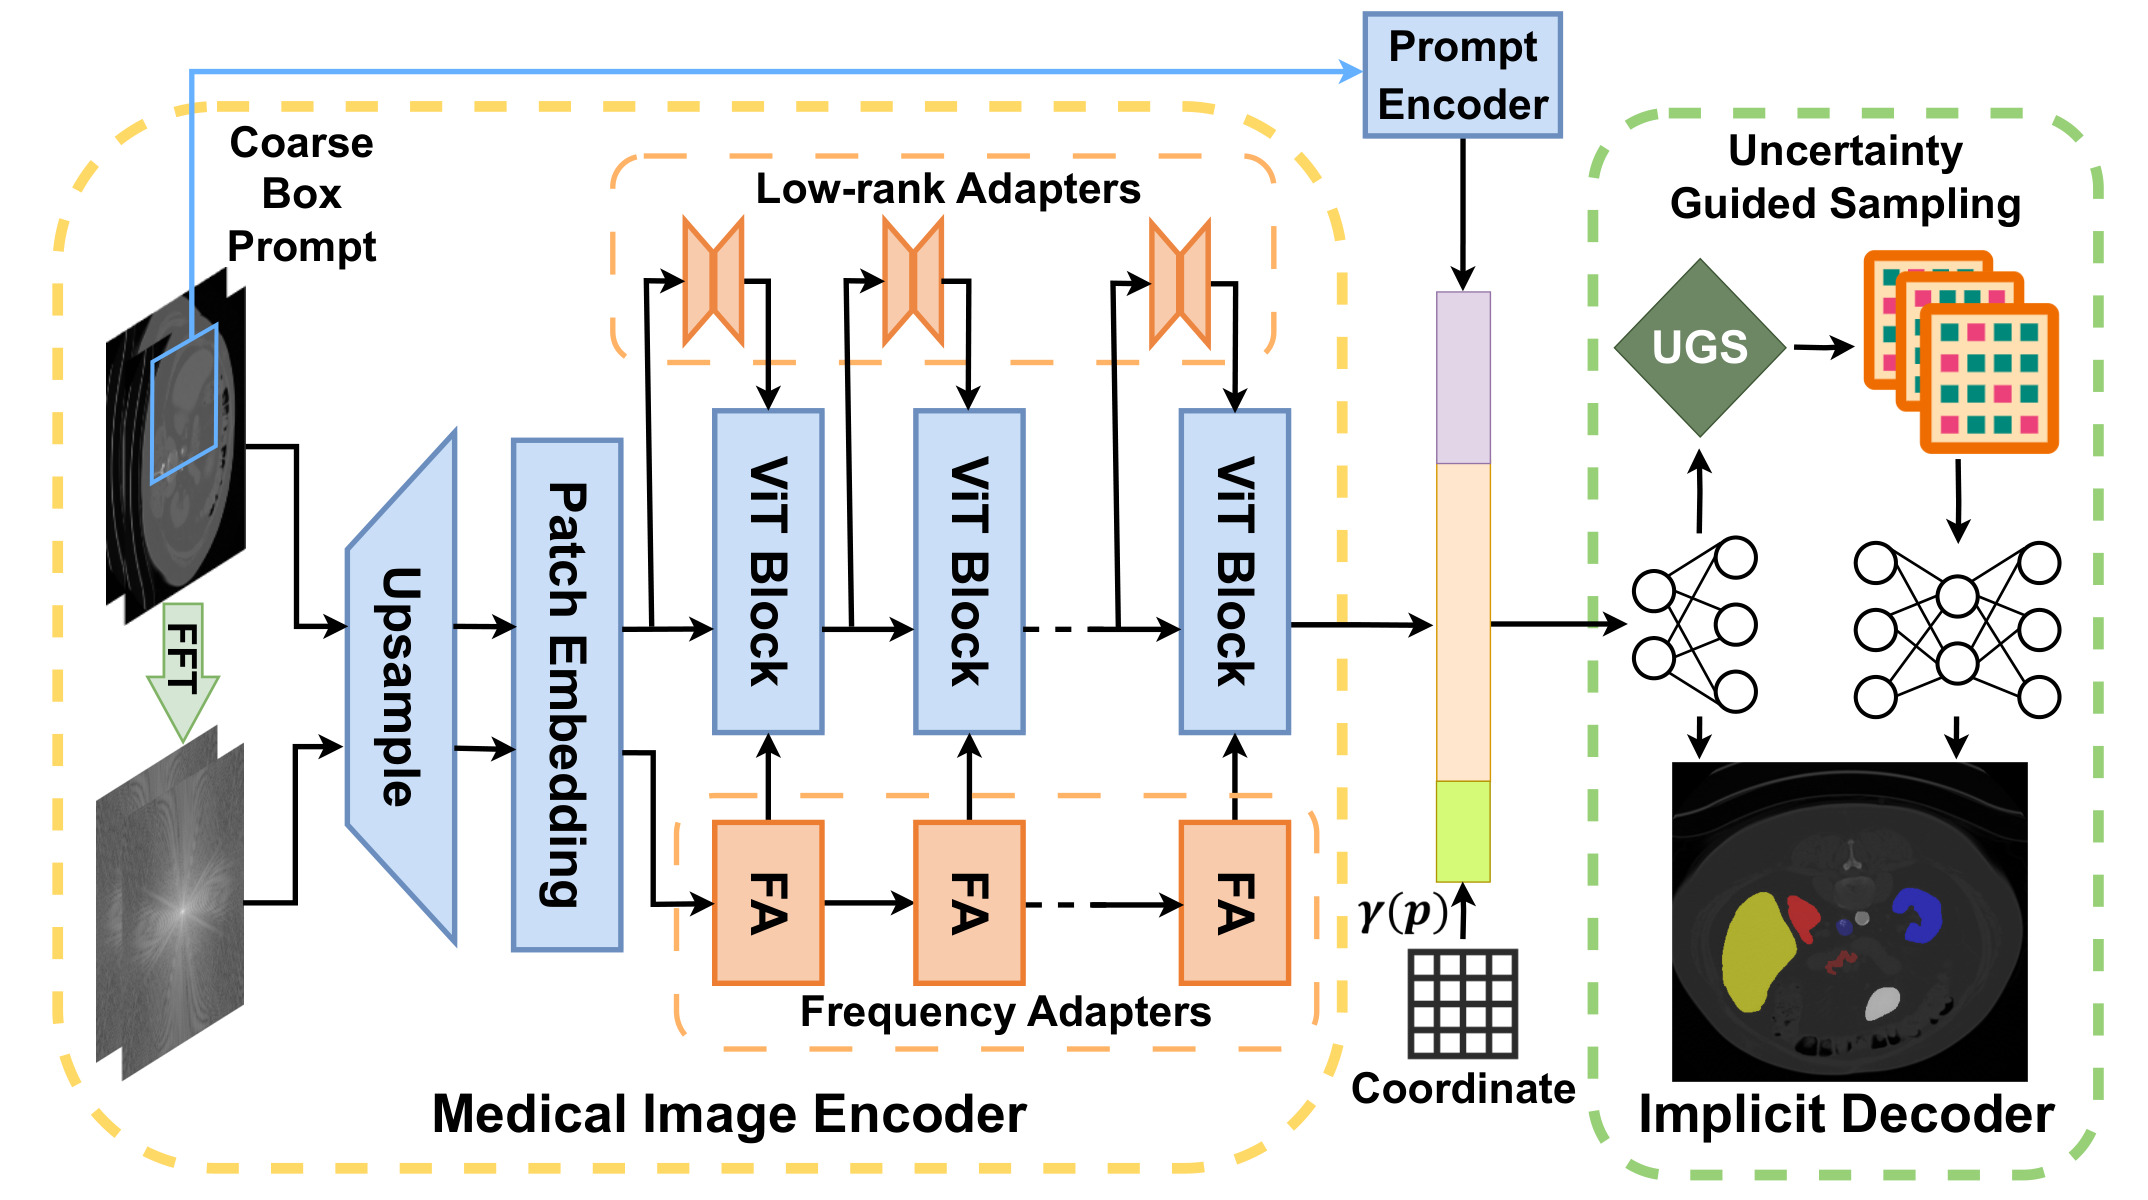 Prompt
Encoder
Coarse
Box
Prompt
Low-rank Adapters
Uncertainty
Guided Sampling
UGS
FFT
Upsample
Patch Embedding
ViT Block
ViT Block
ViT Block
FA
FA
FA
Frequency Adapters
γ(p)
Coordinate
Medical Image Encoder
Implicit Decoder